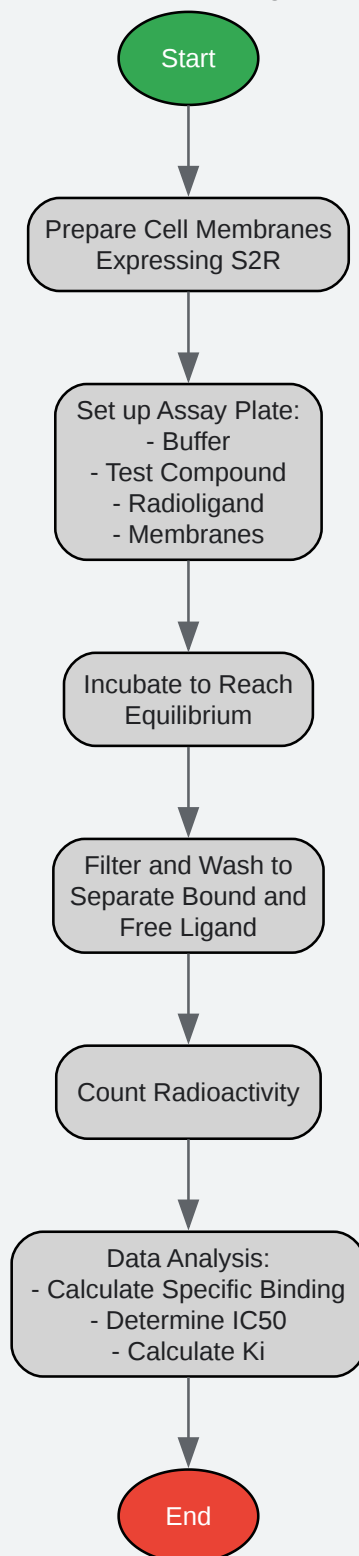 Start
Prepare Cell Membranes
Expressing S2R
Set up Assay Plate:
- Buffer
- Test Compound
- Radioligand
- Membranes
Incubate to Reach
Equilibrium
Filter and Wash to
Separate Bound and
Free Ligand
Count Radioactivity
Data Analysis:
- Calculate Specific Binding
- Determine IC50
- Calculate Ki
End